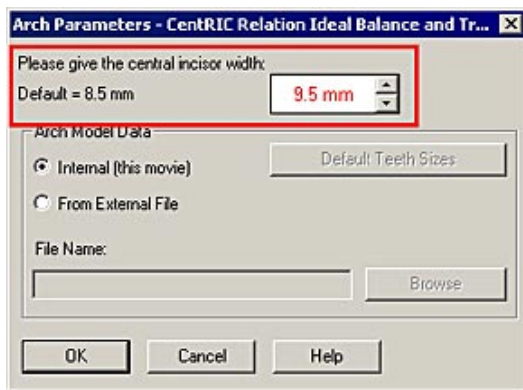 Arch Parameters - CentRIC Relation Ideal Balance and Tr...
Please give the central incisor width:
Default = 8.5 mm
9.5 mm
Arch Model Data
Internal (this movie)
Default Teeth Sizes
From External File
File Name:
Browse
OK
Cancel
Help